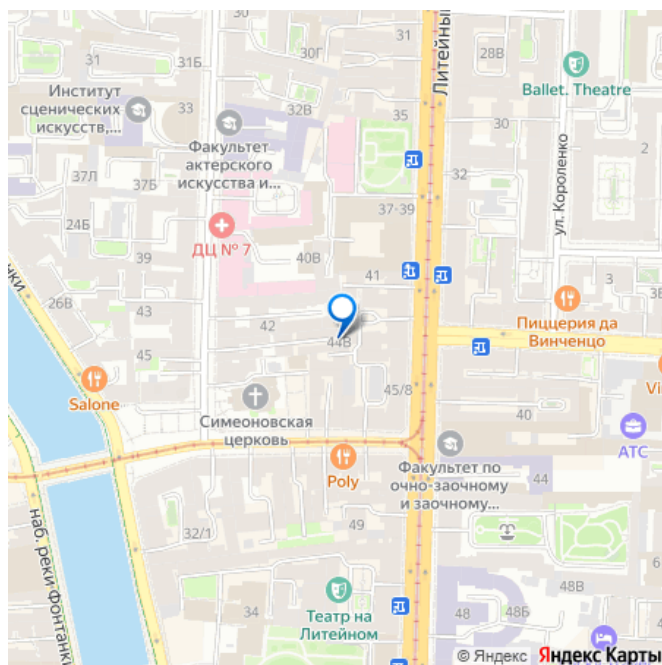 31
30Г
31
Литейный
28В
Ballet. Theatre
31Б
Институт
сценических
искусств,...
33
32В
35
30
2
Факультет
актерского
искусства и...
ул. Короленко
37Л
37Б
32
24Б
37-39
39
ДЦ № 7
40В
41
26В
43
42
44В
Пиццерия да
Винченцо
45
Salone
45/8
Симеоновская
церковь
40
АТС
Poly
Факультет по
очно-заочному
и заочному...
44
наб. реки Фонтанки
32/1
49
34
Театр на
Литейном
48
48Б
48В
6
© Яндекс Яндекс Карты